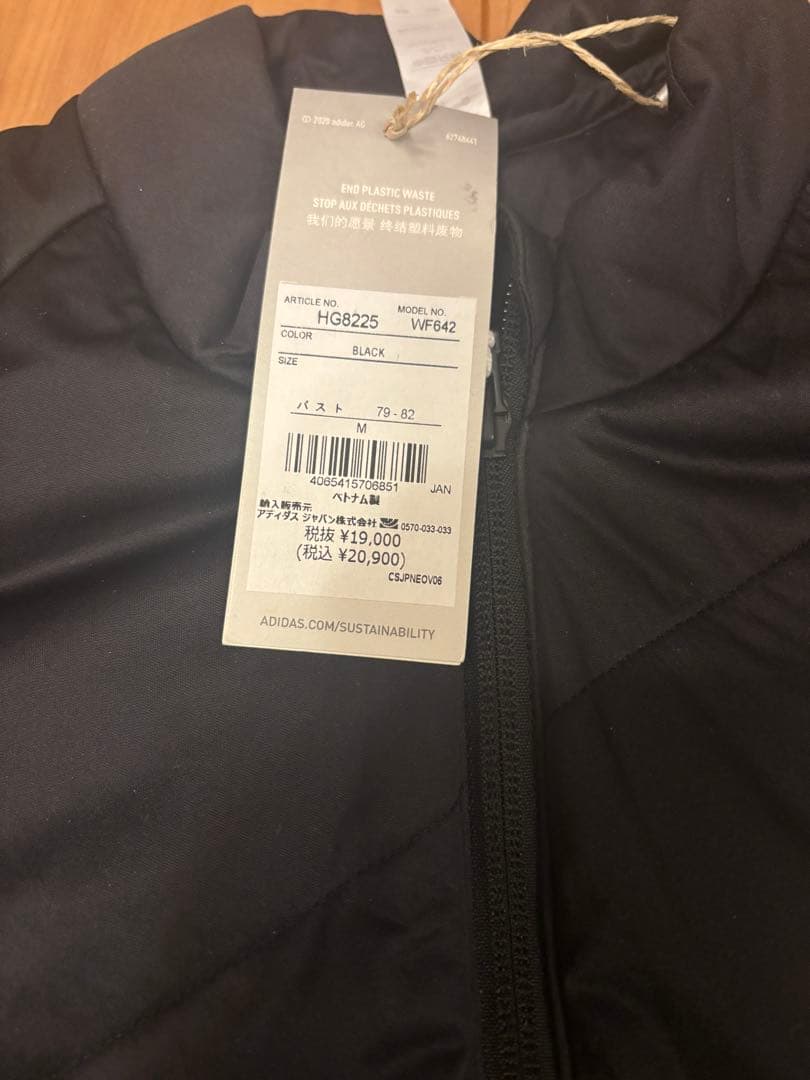 © 2020 adidas AG
62768441
END PLASTIC WASTE
STOP AUX DÉCHETS PLASTIQUES
我们的愿景 终结塑料废物
ARTICLE NO.
MODEL NO.
HG8225
WF642
COLOR
BLACK
SIZE
バスト 79-82
M
4065415706851 JAN
ベトナム製
輸入販売元
アディダス ジャパン株式会社 0570-033-033
税抜 ¥19,000
(税込 ¥20,900)
CSJPNEOV06
ADIDAS.COM/SUSTAINABILITY